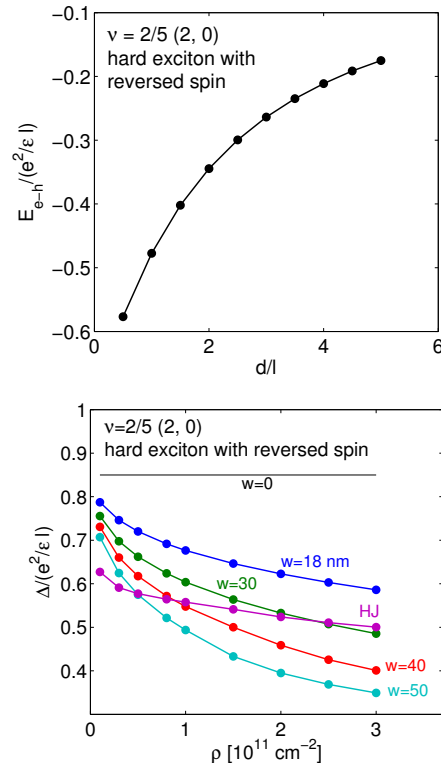 ν = 2/5 (2, 0)
hard exciton with
reversed spin
−0.1
−0.2
−0.3
−0.4
−0.5
−0.6
E_{e−h}/(e²/ε l)
0 2 4 6
d/l
ν=2/5 (2, 0)
hard exciton with reversed spin
w=0
w=18 nm
w=30
HJ
w=40
w=50
1
0.9
0.8
0.7
0.6
0.5
0.4
Δ/(e²/ε l)
0 1 2 3
ρ [10¹¹ cm⁻²]